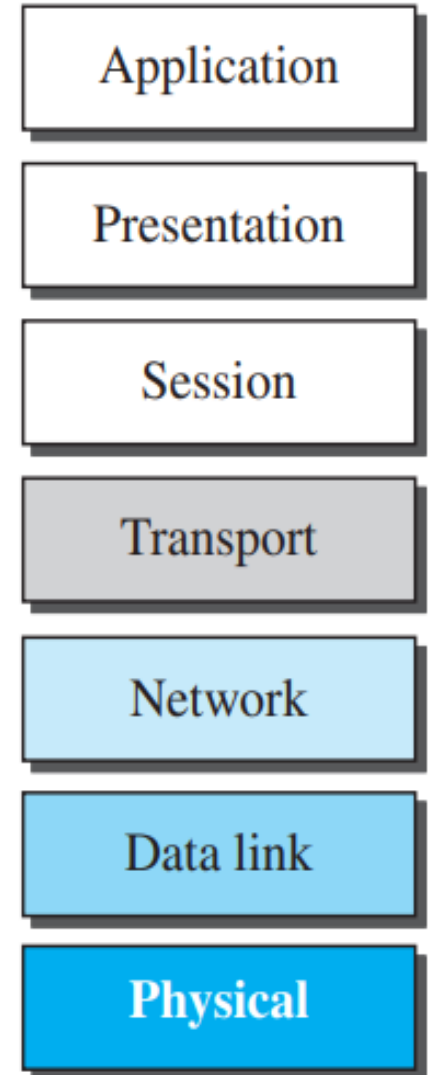 Application
Presentation
Session
Transport
Network
Data link
Physical